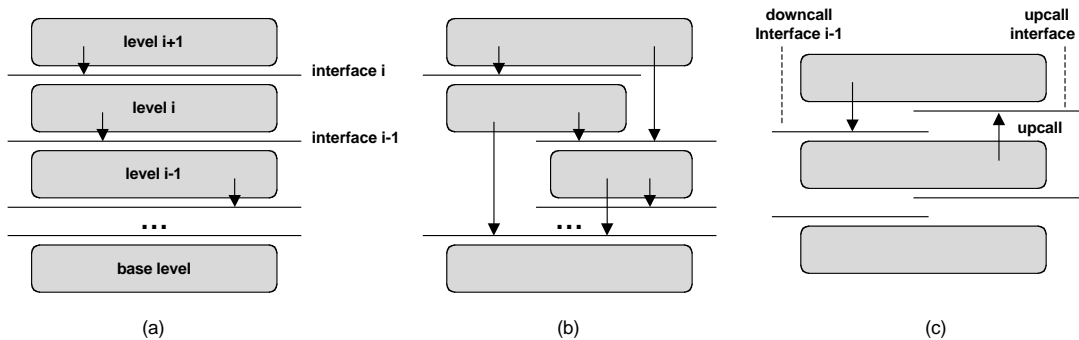 level i+1
interface i
level i
interface i-1
level i-1
...
base level
(a)
...
(b)
downcall
Interface i-1
upcall
interface
upcall
(c)